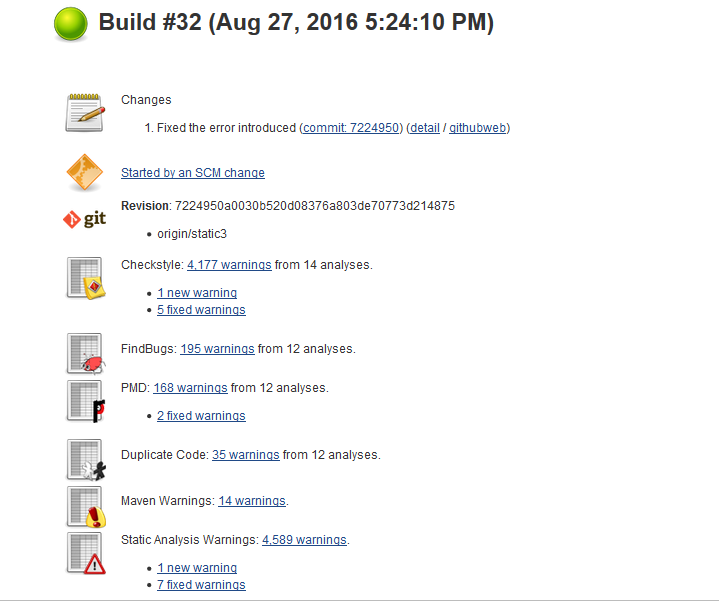 Build #32 (Aug 27, 2016 5:24:10 PM)
Changes
1. Fixed the error introduced (commit: 7224950) (detail / githubweb)
Started by an SCM change
git
Revision: 7224950a0030b520d08376a803de70773d214875
• origin/static3
Checkstyle: 4,177 warnings from 14 analyses.
• 1 new warning
• 5 fixed warnings
FindBugs: 195 warnings from 12 analyses.
PMD: 168 warnings from 12 analyses.
• 2 fixed warnings
Duplicate Code: 35 warnings from 12 analyses.
Maven Warnings: 14 warnings.
Static Analysis Warnings: 4,589 warnings.
• 1 new warning
• 7 fixed warnings